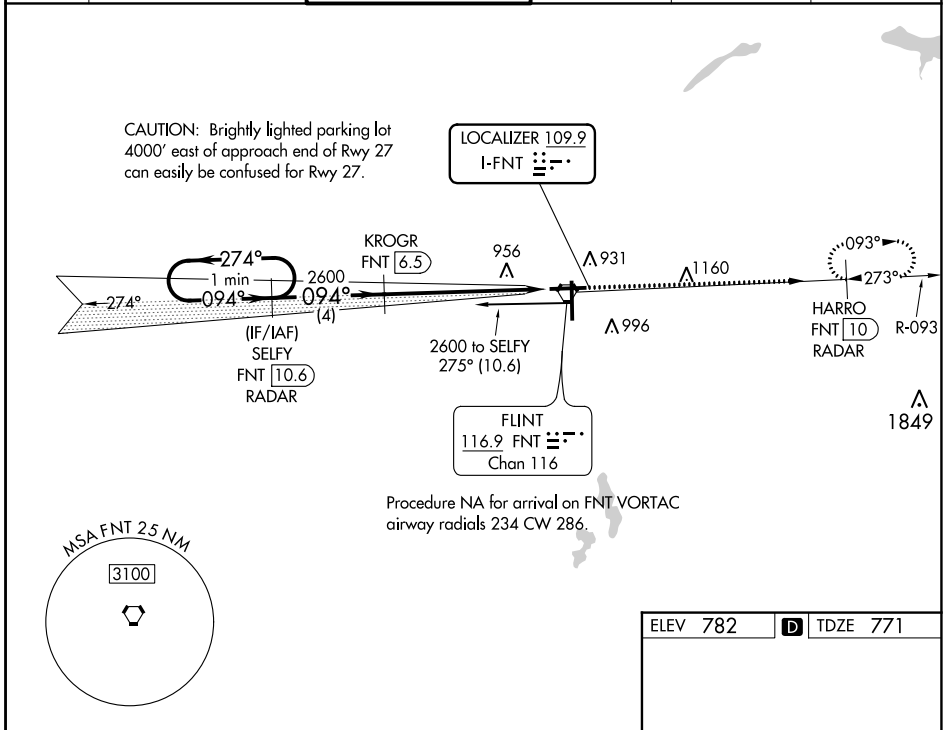 CAUTION: Brightly lighted parking lot
4000' east of approach end of Rwy 27
can easily be confused for Rwy 27.
LOCALIZER 109.9
I-FNT
KROGR
FNT 6.5
956
931
1160
996
093°
273°
274°
1 min
094°
2600
094°
(4)
274°
(IF/IAF)
SELFY
FNT 10.6
RADAR
2600 to SELFY
275° (10.6)
HARRO
FNT 10
RADAR
R-093
1849
FLINT
116.9 FNT
Chan 116
Procedure NA for arrival on FNT VORTAC
airway radials 234 CW 286.
MSA FNT 25 NM
3100
ELEV 782 D TDZE 771